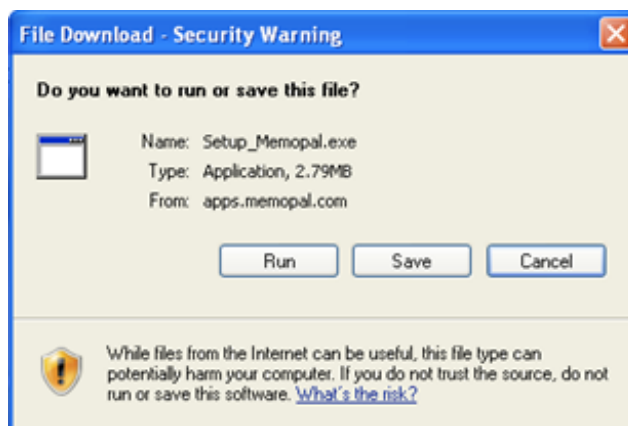 File Download - Security Warning
Do you want to run or save this file?
Name: Setup_Memopal.exe
Type: Application, 2.79MB
From: apps.memopal.com
Run Save Cancel
While files from the Internet can be useful, this file type can
potentially harm your computer. If you do not trust the source, do not
run or save this software. What's the risk?